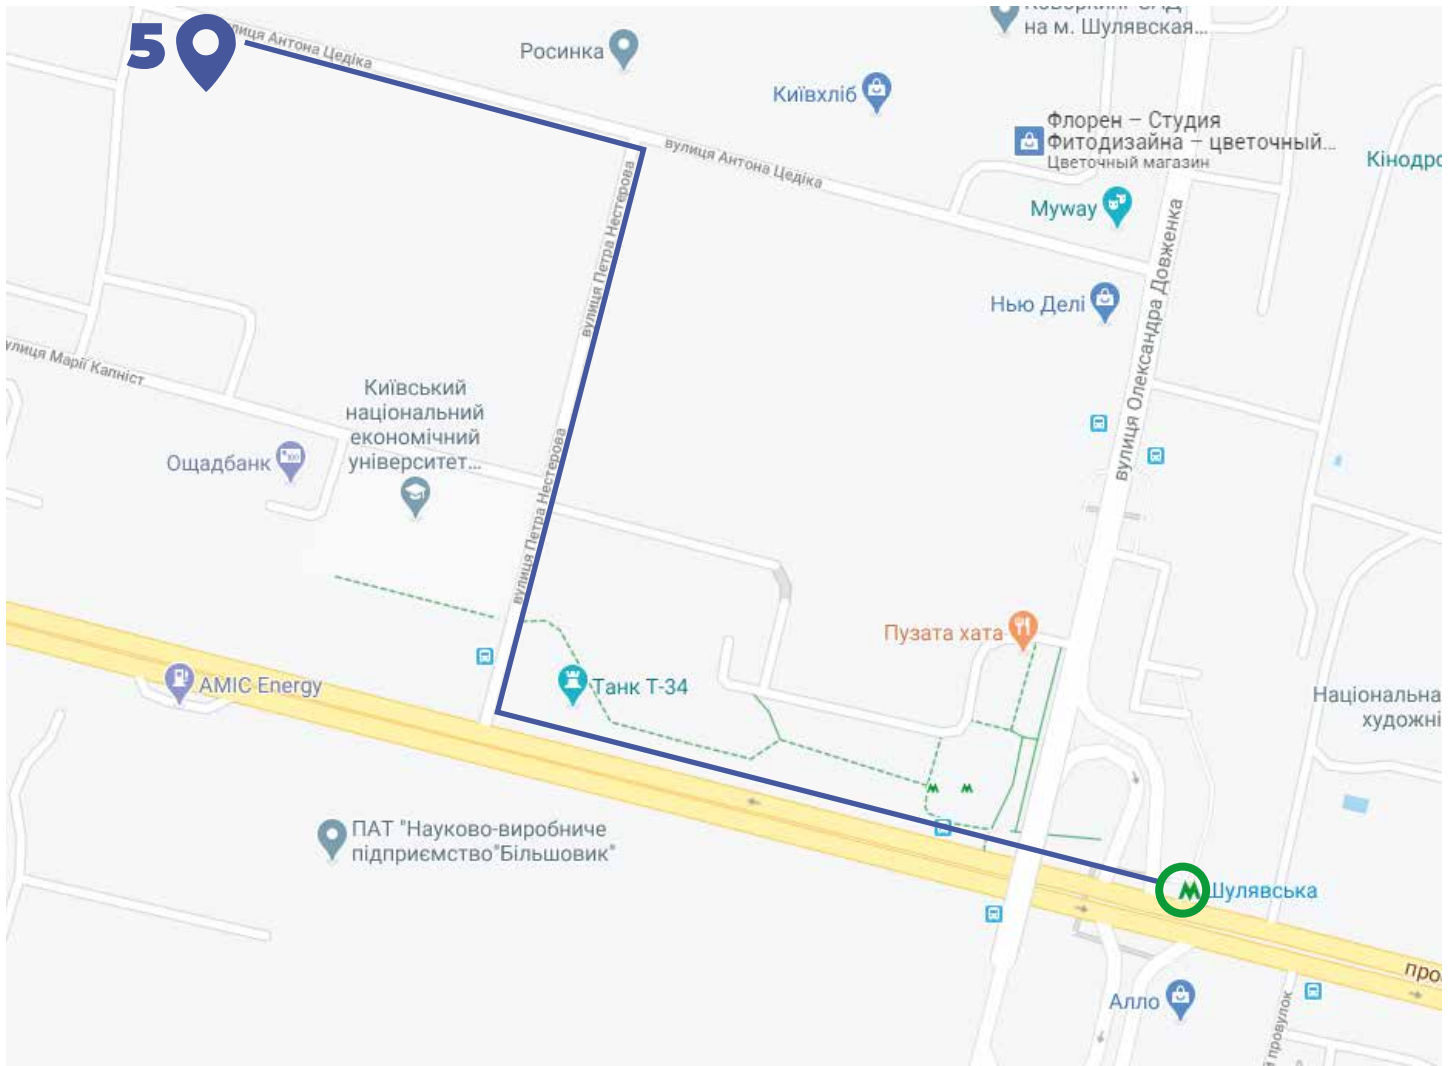 5
вулиця Антона Цедіка
Росинка
на м. Шулявская...
Київхліб
Флорен – Студия
Фитодизайна – цветочный...
Цветочный магазин
Кінодро
вулиця Антона Цедіка
Myway
вулиця Петра Нестерова
вулиця Олександра Довженка
Нью Делі
улиця Марії Капніст
Київський
національний
економічний
університет...
Ощадбанк
вулиця Петра Нестерова
Пузата хата
AMIC Energy
Танк Т-34
Національна
художні
ПАТ "Науково-виробниче
підприємство"Більшовик"
Шулявська
про
Алло
й провулок